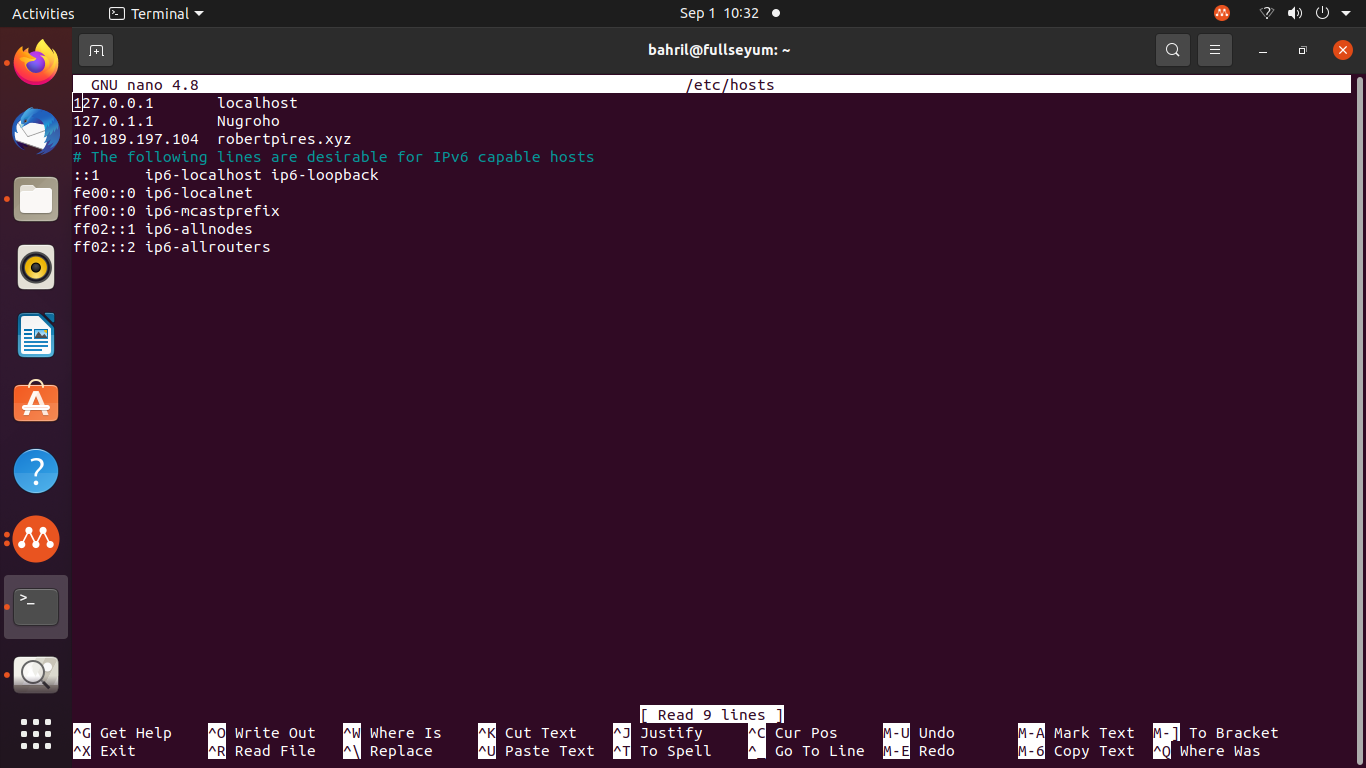 Activities Terminal Sep 1 10:32
bahril@fullseyum: ~
GNU nano 4.8 /etc/hosts
127.0.0.1 localhost
127.0.1.1 Nugroho
10.189.197.104 robertpires.xyz
# The following lines are desirable for IPv6 capable hosts
::1 ip6-localhost ip6-loopback
fe00::0 ip6-localnet
ff00::0 ip6-mcastprefix
ff02::1 ip6-allnodes
ff02::2 ip6-allrouters
[ Read 9 lines ]
^G Get Help ^O Write Out ^W Where Is ^K Cut Text ^J Justify ^C Cur Pos M-U Undo M-A Mark Text M-] To Bracket
^X Exit ^R Read File ^\ Replace ^U Paste Text ^T To Spell ^_ Go To Line M-E Redo M-6 Copy Text ^Q Where Was